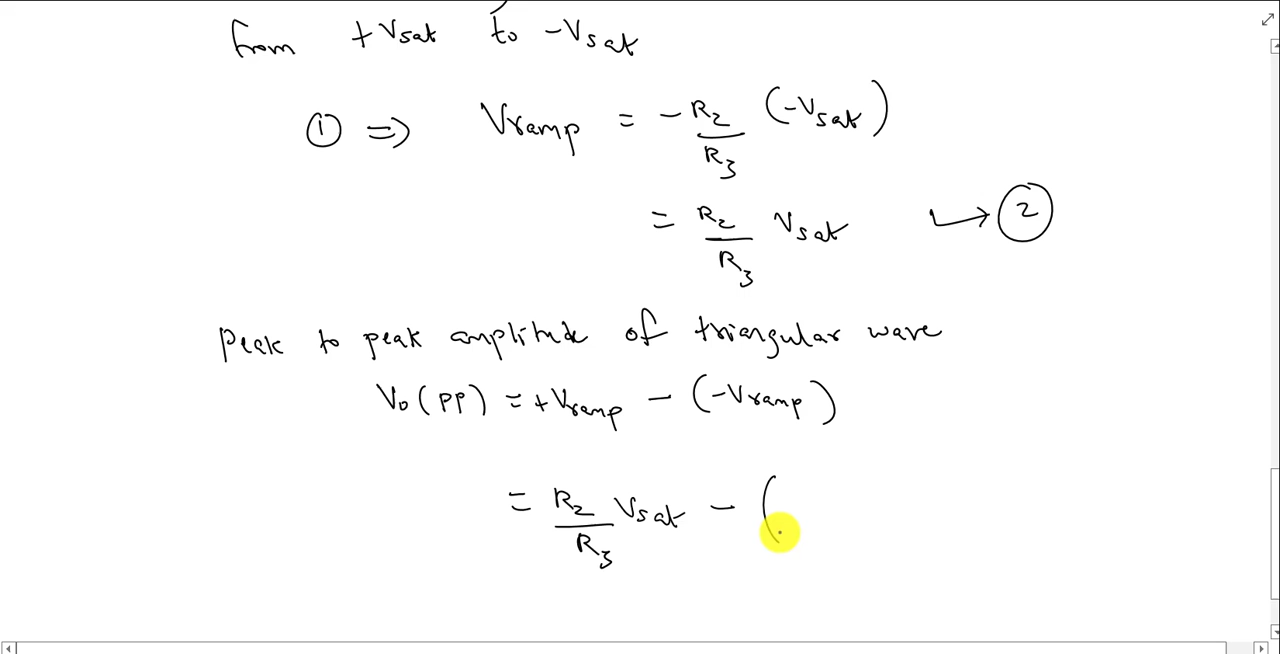 from +Vsat to -Vsat
① => Vramp = -R2/R3 (-Vsat)
= R2/R3 Vsat → ②
Peak to peak amplitude of triangular wave
Vo(PP) = +Vramp - (-Vramp)
= R2/R3 Vsat - (